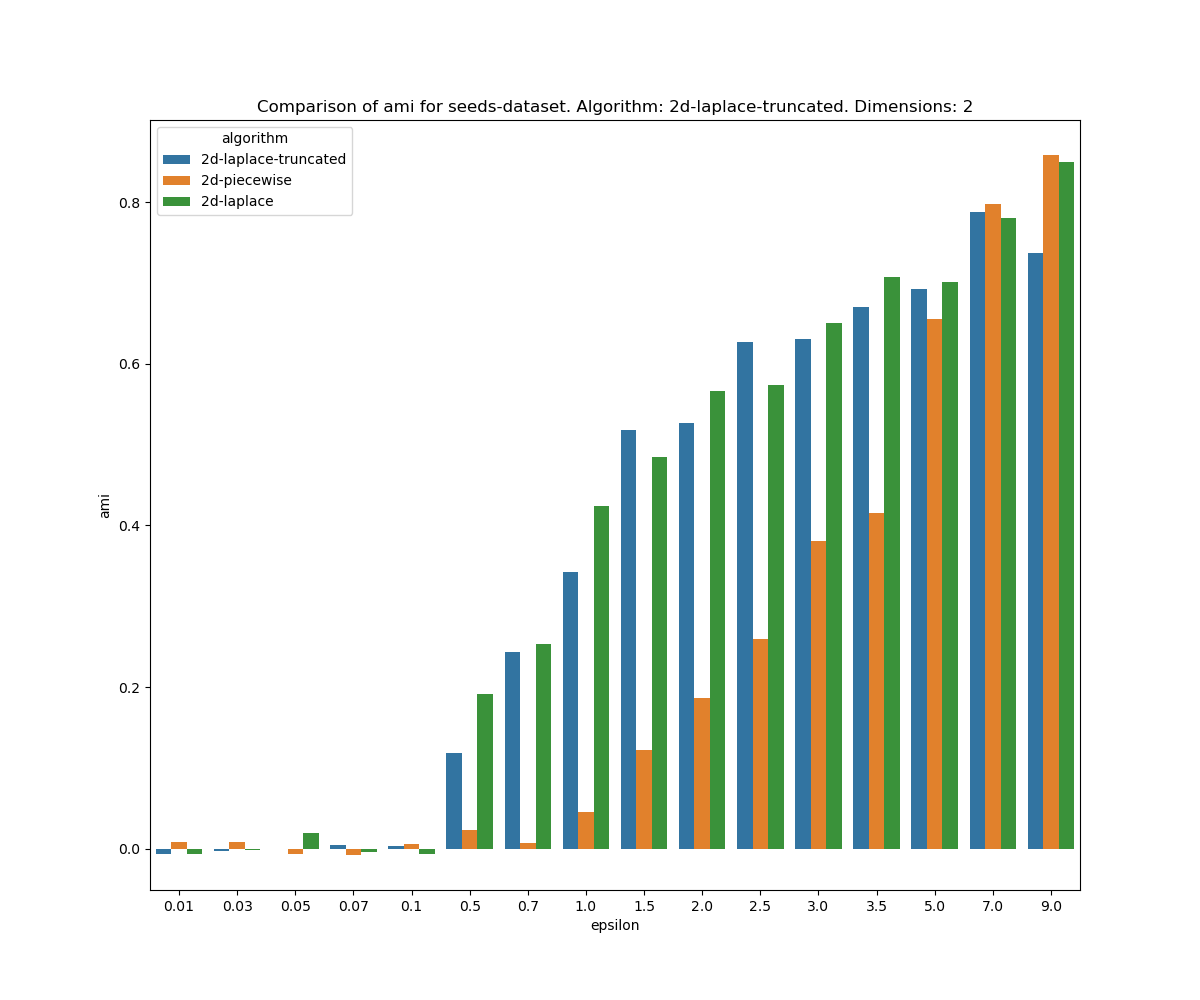 Comparison of ami for seeds-dataset. Algorithm: 2d-laplace-truncated. Dimensions: 2
algorithm
2d-laplace-truncated
2d-piecewise
2d-laplace
0.8
0.6
0.4
0.2
0.0
ami
0.01 0.03 0.05 0.07 0.1 0.5 0.7 1.0 1.5 2.0 2.5 3.0 3.5 5.0 7.0 9.0
epsilon